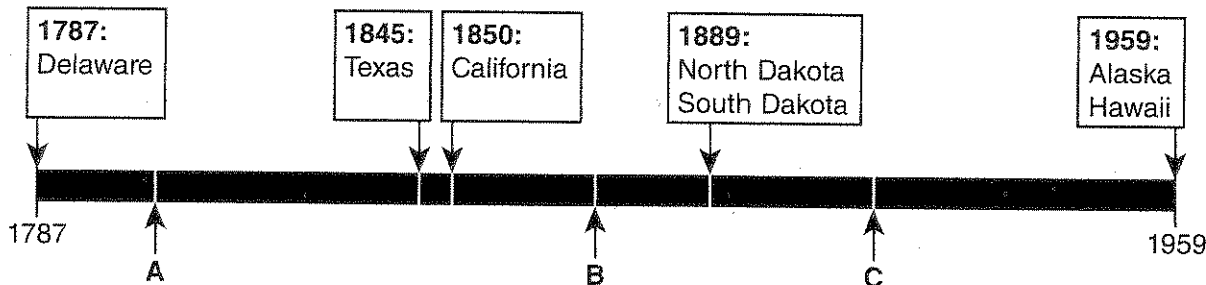 1787:
Delaware
1845:
Texas
1850:
California
1889:
North Dakota
South Dakota
1959:
Alaska
Hawaii
1787
1959
A
B
C